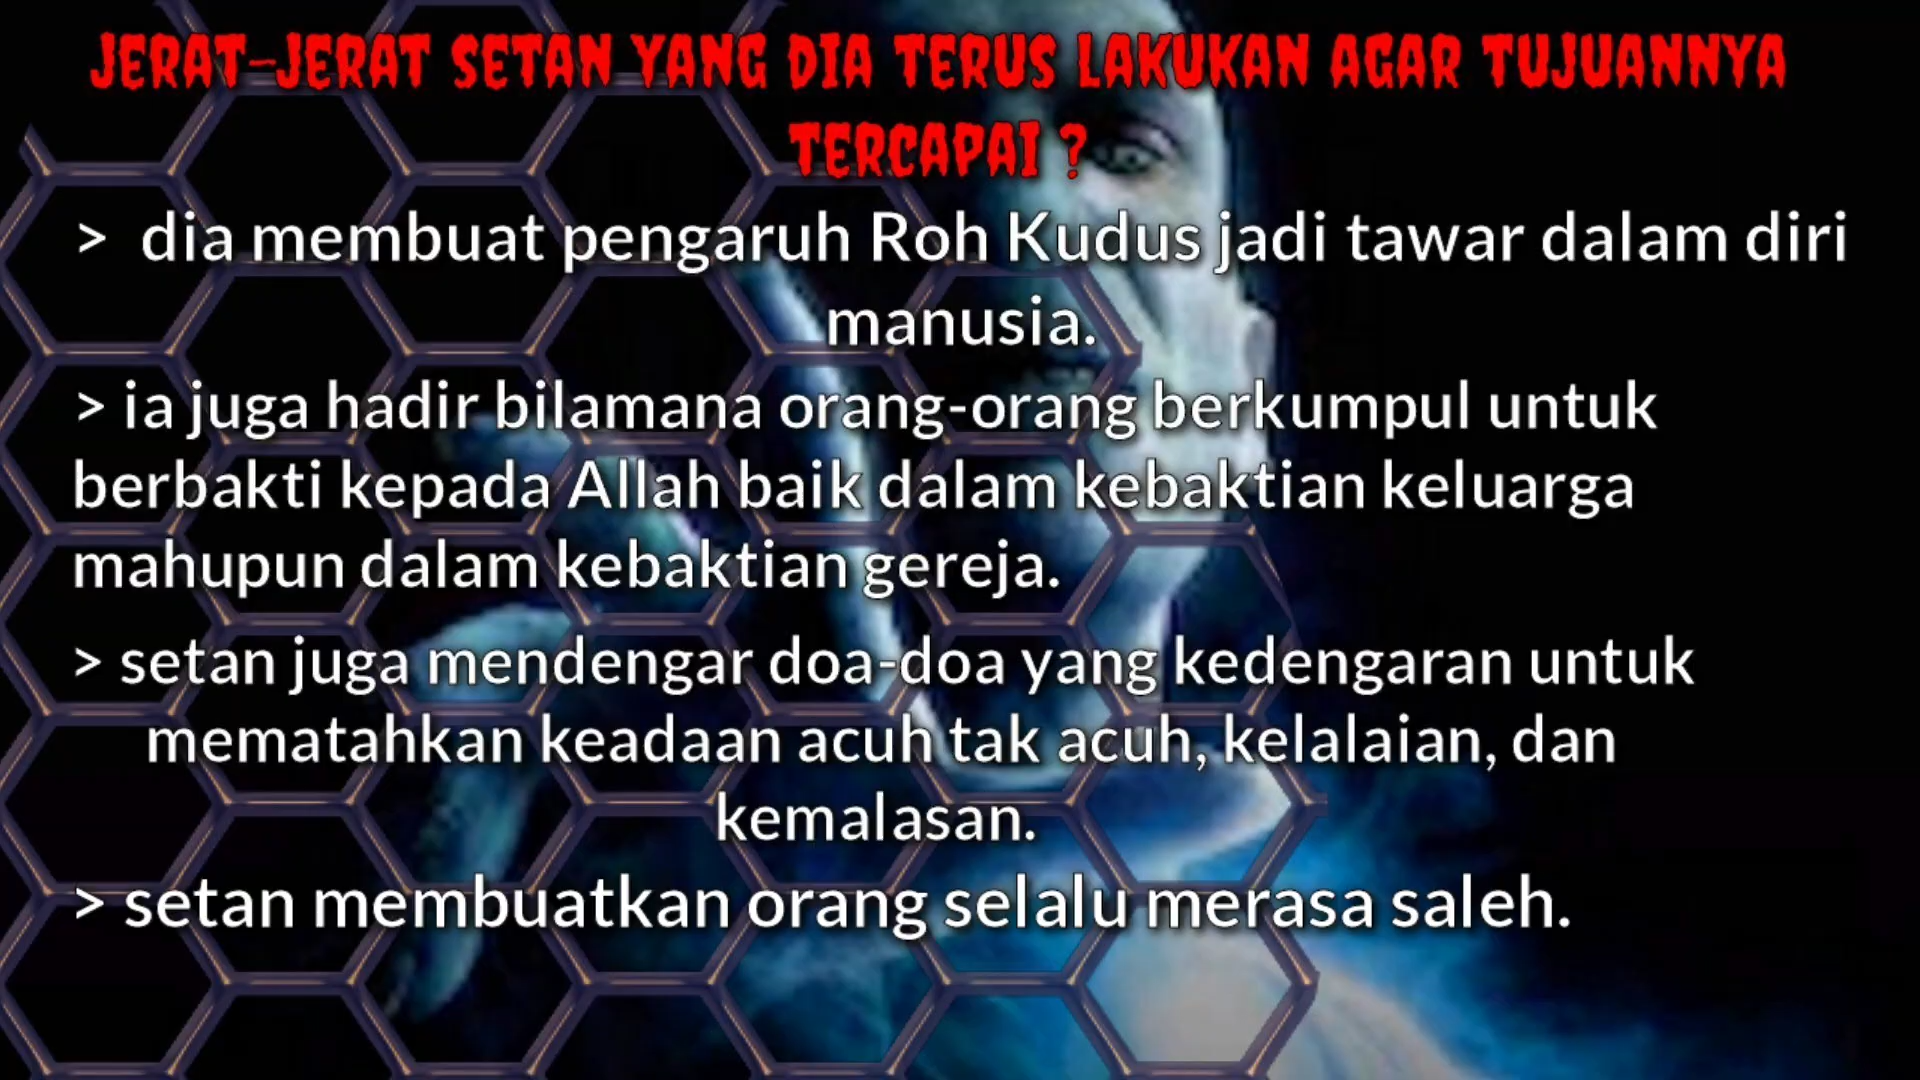 JERAT-JERAT SETAN YANG DIA TERUS LAKUKAN AGAR TUJUANNYA
TERCAPAI ?
> dia membuat pengaruh Roh Kudus jadi tawar dalam diri
manusia.
> ia juga hadir bilamana orang-orang berkumpul untuk
berbakti kepada Allah baik dalam kebaktian keluarga
mahupun dalam kebaktian gereja.
> setan juga mendengar doa-doa yang kedengaran untuk
mematahkan keadaan acuh tak acuh, kelalaian, dan
kemalasan.
> setan membuatkan orang selalu merasa saleh.